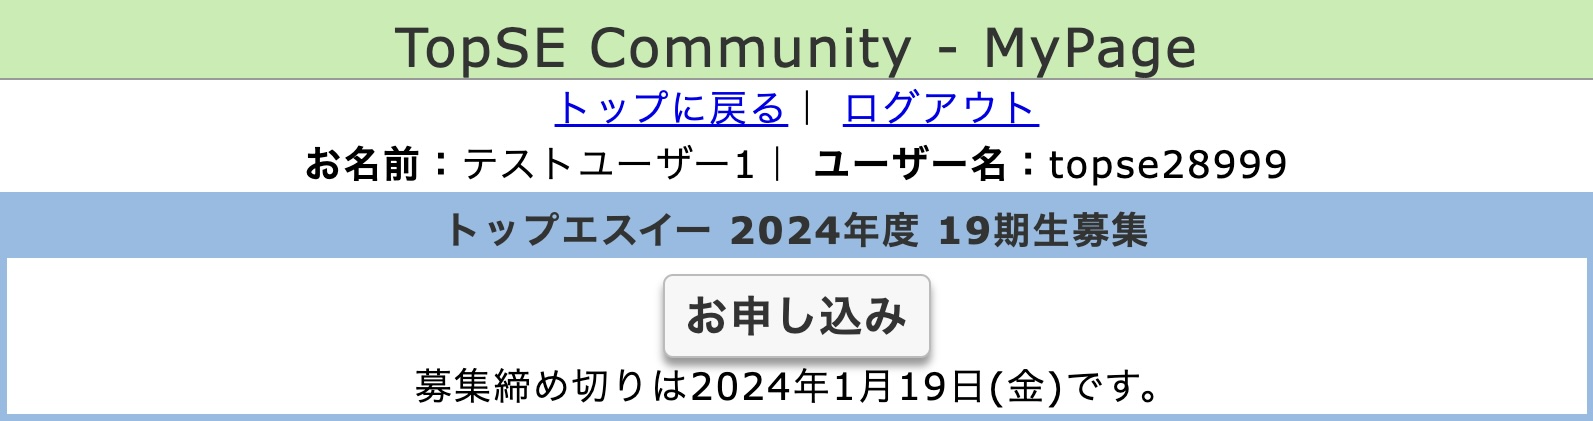 TopSE Community - MyPage
トップに戻る｜ ログアウト
お名前：テストユーザー1｜ ユーザー名：topse28999
トップエスイー 2024年度 19期生募集
お申し込み
募集締め切りは2024年1月19日(金)です。